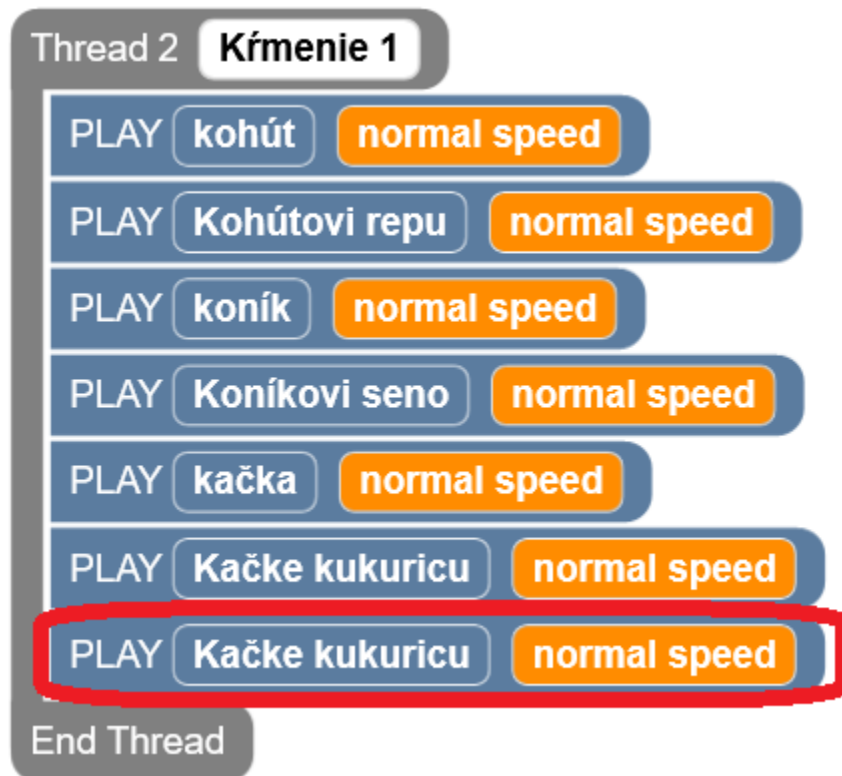 Thread 2 Kŕmenie 1
PLAY kohút normal speed
PLAY Kohútovi repu normal speed
PLAY koník normal speed
PLAY Koníkovi seno normal speed
PLAY kačka normal speed
PLAY Kačke kukuricu normal speed
PLAY Kačke kukuricu normal speed
End Thread